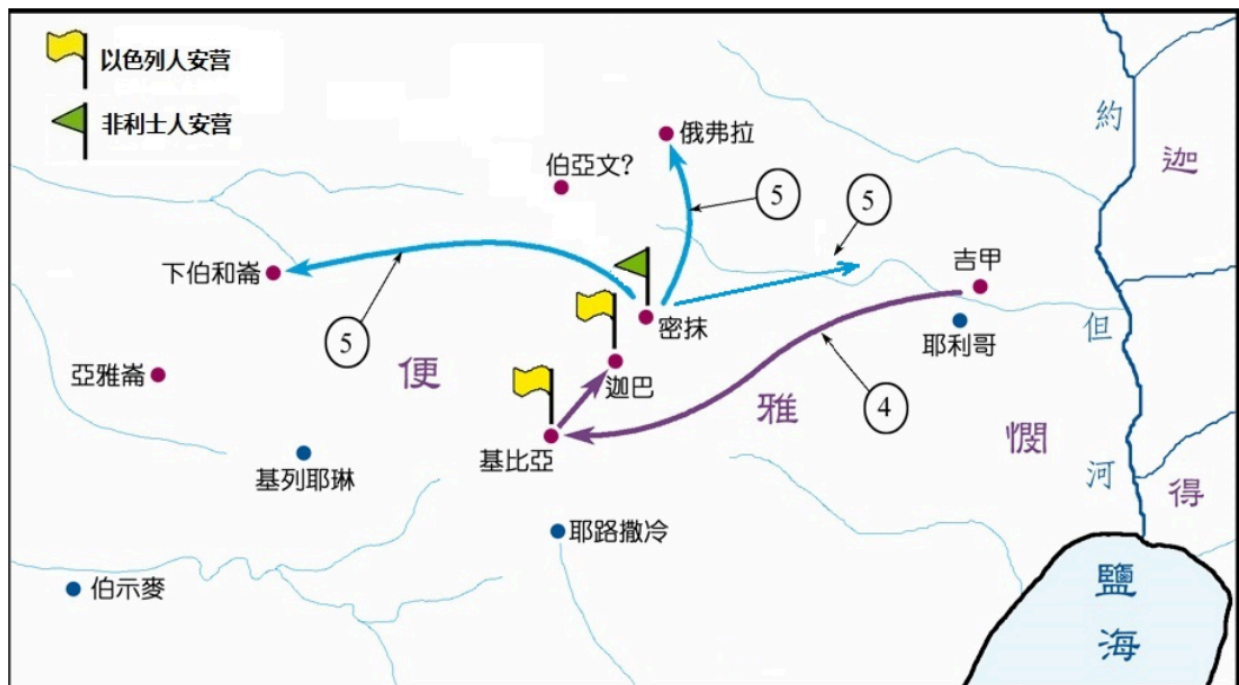 以色列人安营
非利士人安营
俄弗拉
伯亞文?
約
迦
5
5
下伯和崙
吉甲
密抹
5
但
耶利哥
亞雅崙
便
迦巴
雅
4
憫
基比亞
基列耶琳
河
得
耶路撒冷
伯示麥
鹽
海